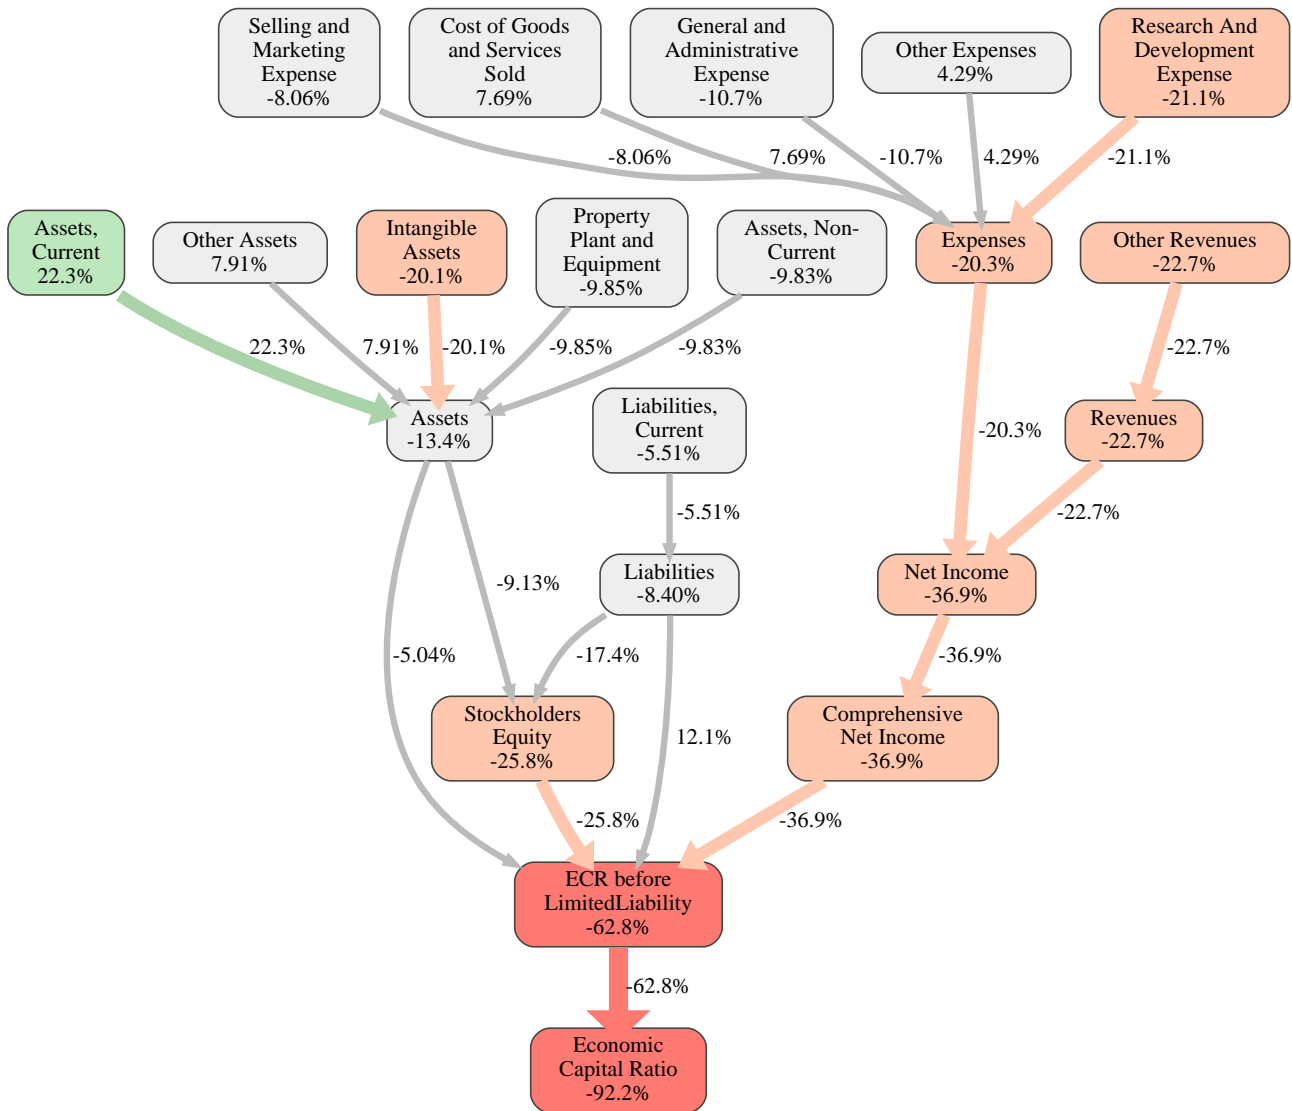 Selling and
Marketing
Expense
-8.06%
Cost of Goods
and Services
Sold
7.69%
General and
Administrative
Expense
-10.7%
Other Expenses
4.29%
Research And
Development
Expense
-21.1%
-8.06%
7.69%
-10.7%
4.29%
-21.1%
Assets,
Current
22.3%
Other Assets
7.91%
Intangible
Assets
-20.1%
Property
Plant and
Equipment
-9.85%
Assets, Non-
Current
-9.83%
Expenses
-20.3%
Other Revenues
-22.7%
22.3%
7.91%
-20.1%
-9.85%
-9.83%
-22.7%
Assets
-13.4%
Liabilities,
Current
-5.51%
-20.3%
Revenues
-22.7%
-5.51%
-22.7%
-9.13%
Liabilities
-8.40%
Net Income
-36.9%
-5.04%
-17.4%
-36.9%
Stockholders
Equity
-25.8%
12.1%
Comprehensive
Net Income
-36.9%
-25.8%
-36.9%
ECR before
LimitedLiability
-62.8%
-62.8%
Economic
Capital Ratio
-92.2%